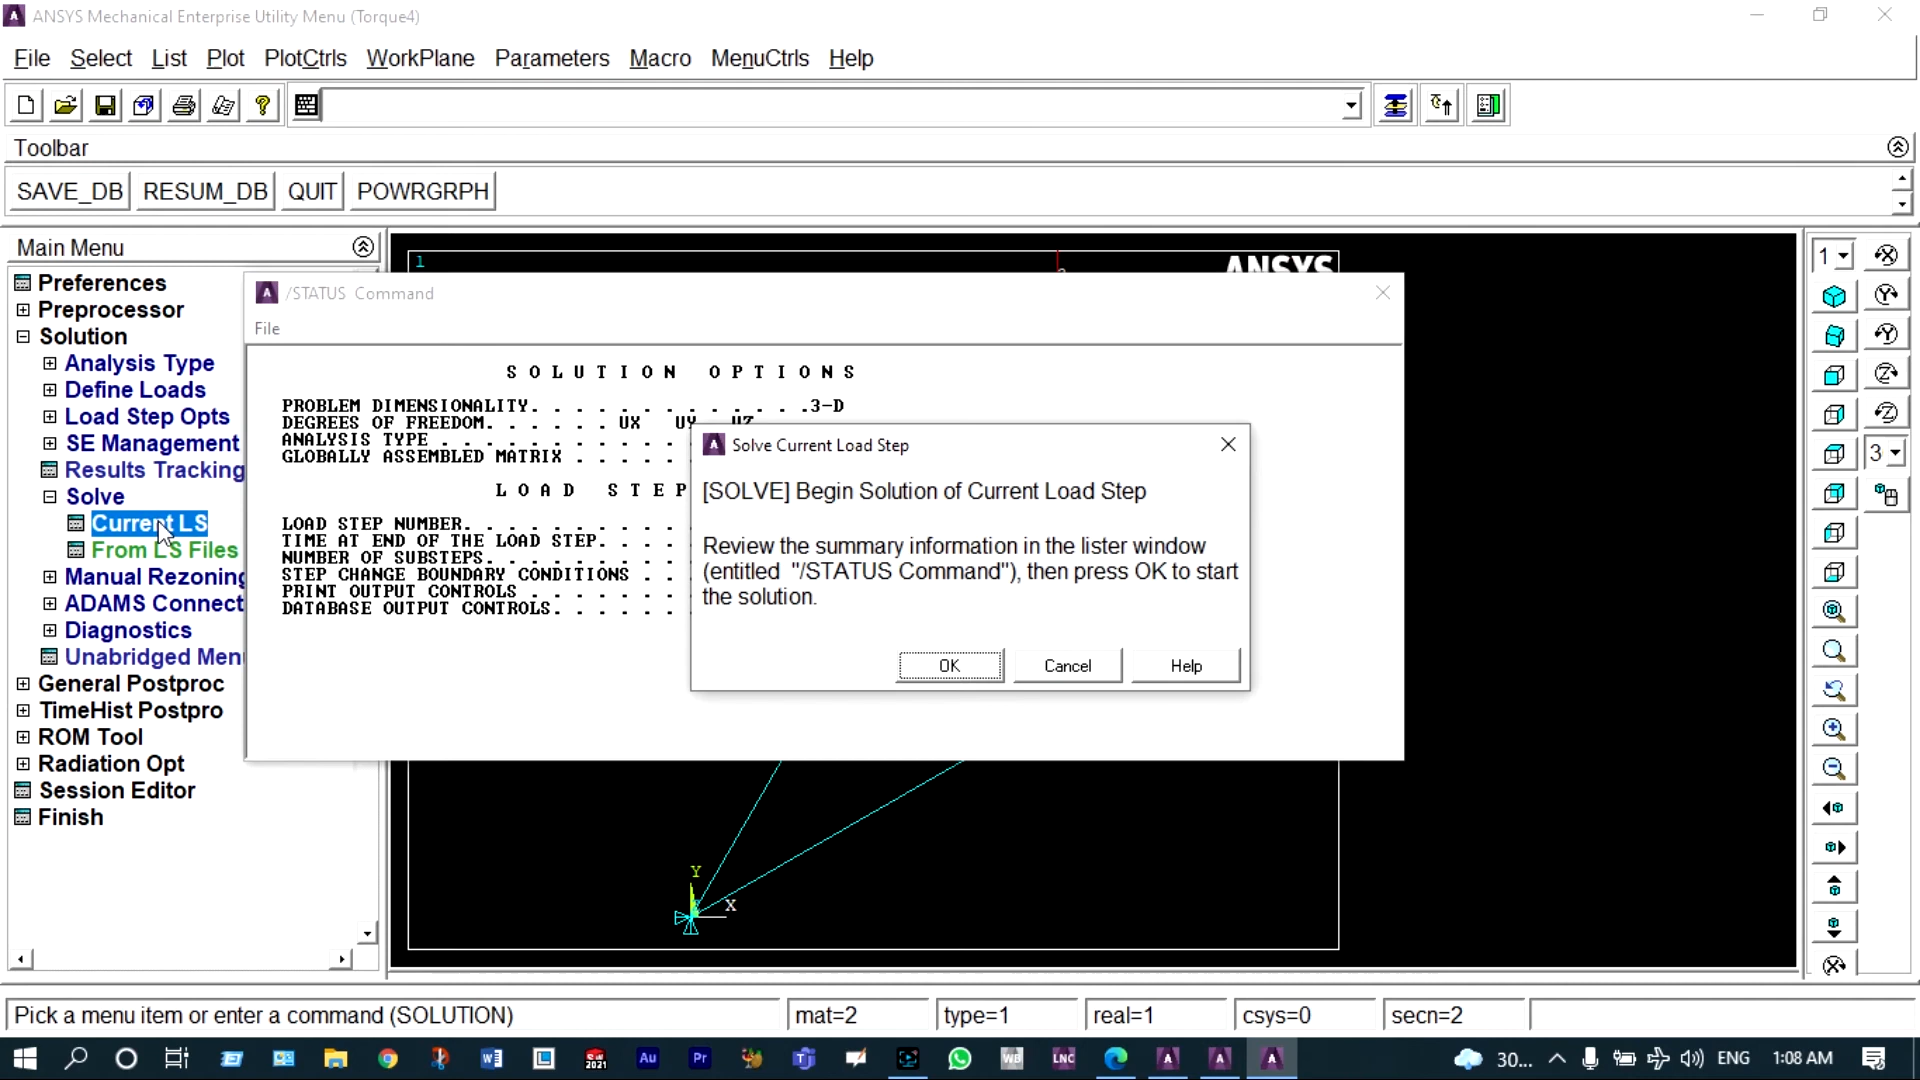 ANSYS Mechanical Enterprise Utility Menu (Torque4)
File Select List Plot PlotCtrls WorkPlane Parameters Macro MenuCtrls Help
Toolbar
SAVE_DB RESUM_DB QUIT POWRGRPH
Main Menu
Preferences
Preprocessor
Solution
Analysis Type
Define Loads
Load Step Opts
SE Management
Results Tracking
Solve
Current LS
From LS Files
Manual Rezoning
ADAMS Connect
Diagnostics
Unabridged Men
General Postproc
TimeHist Postpro
ROM Tool
Radiation Opt
Session Editor
Finish
1
ANSYS
/STATUS Command
File
S O L U T I O N   O P T I O N S
PROBLEM DIMENSIONALITY. . . . . . . . . . . . .3-D
DEGREES OF FREEDOM. . . . . . UX UY UZ
ANALYSIS TYPE . . . . . . . . .
GLOBALLY ASSEMBLED MATRIX . . . . .
L O A D   S T E P
LOAD STEP NUMBER. . . . . . . .
TIME AT END OF THE LOAD STEP. . . .
NUMBER OF SUBSTEPS. . . . . . . .
STEP CHANGE BOUNDARY CONDITIONS . .
PRINT OUTPUT CONTROLS . . . . . .
DATABASE OUTPUT CONTROLS. . . . . .
Solve Current Load Step
[SOLVE] Begin Solution of Current Load Step
Review the summary information in the lister window
(entitled "/STATUS Command"), then press OK to start
the solution.
OK Cancel Help
Y
X
1
3
Pick a menu item or enter a command (SOLUTION)
mat=2
type=1
real=1
csys=0
secn=2
30... ENG 1:08 AM